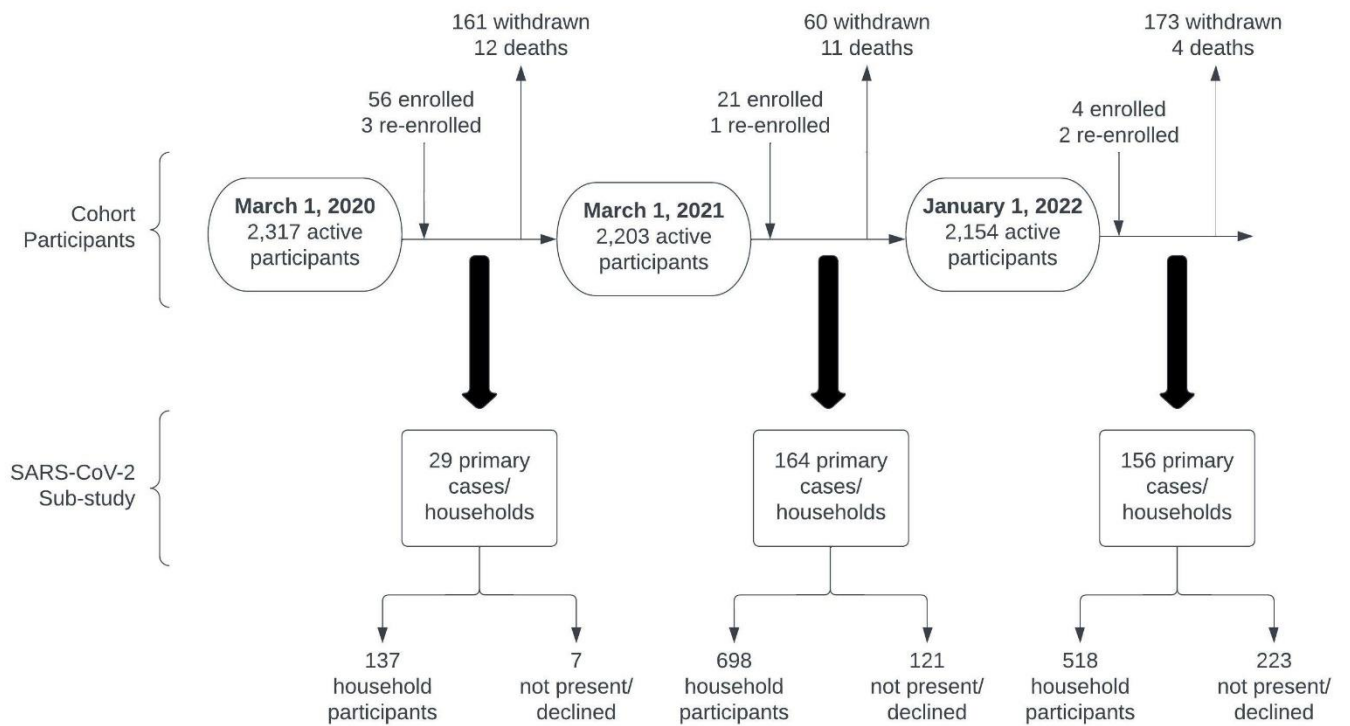 161 withdrawn
12 deaths
60 withdrawn
11 deaths
173 withdrawn
4 deaths
56 enrolled
3 re-enrolled
21 enrolled
1 re-enrolled
4 enrolled
2 re-enrolled
Cohort
Participants
March 1, 2020
2,317 active
participants
March 1, 2021
2,203 active
participants
January 1, 2022
2,154 active
participants
SARS-CoV-2
Sub-study
29 primary
cases/
households
164 primary
cases/
households
156 primary
cases/
households
137
household
participants
7
not present/
declined
698
household
participants
121
not present/
declined
518
household
participants
223
not present/
declined